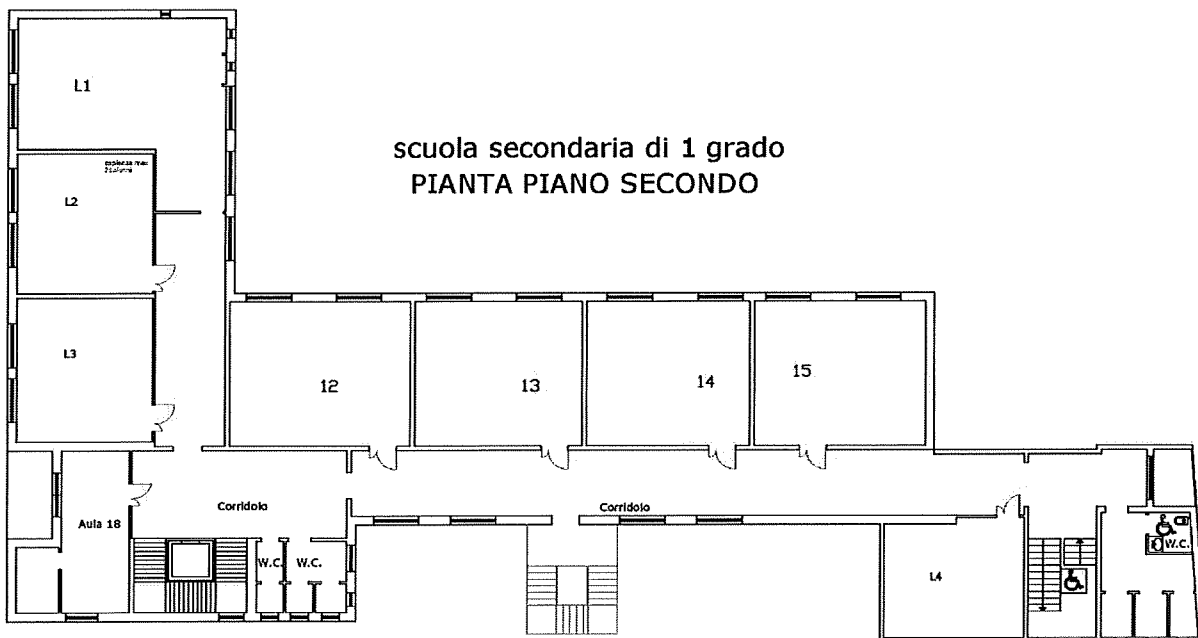 L1
scuola secondaria di 1 grado
PIANTA PIANO SECONDO
L2
L3
12
13
14
15
Corridoio
Corridoio
Aula 18
W.C.
W.C.
W.C.
L4